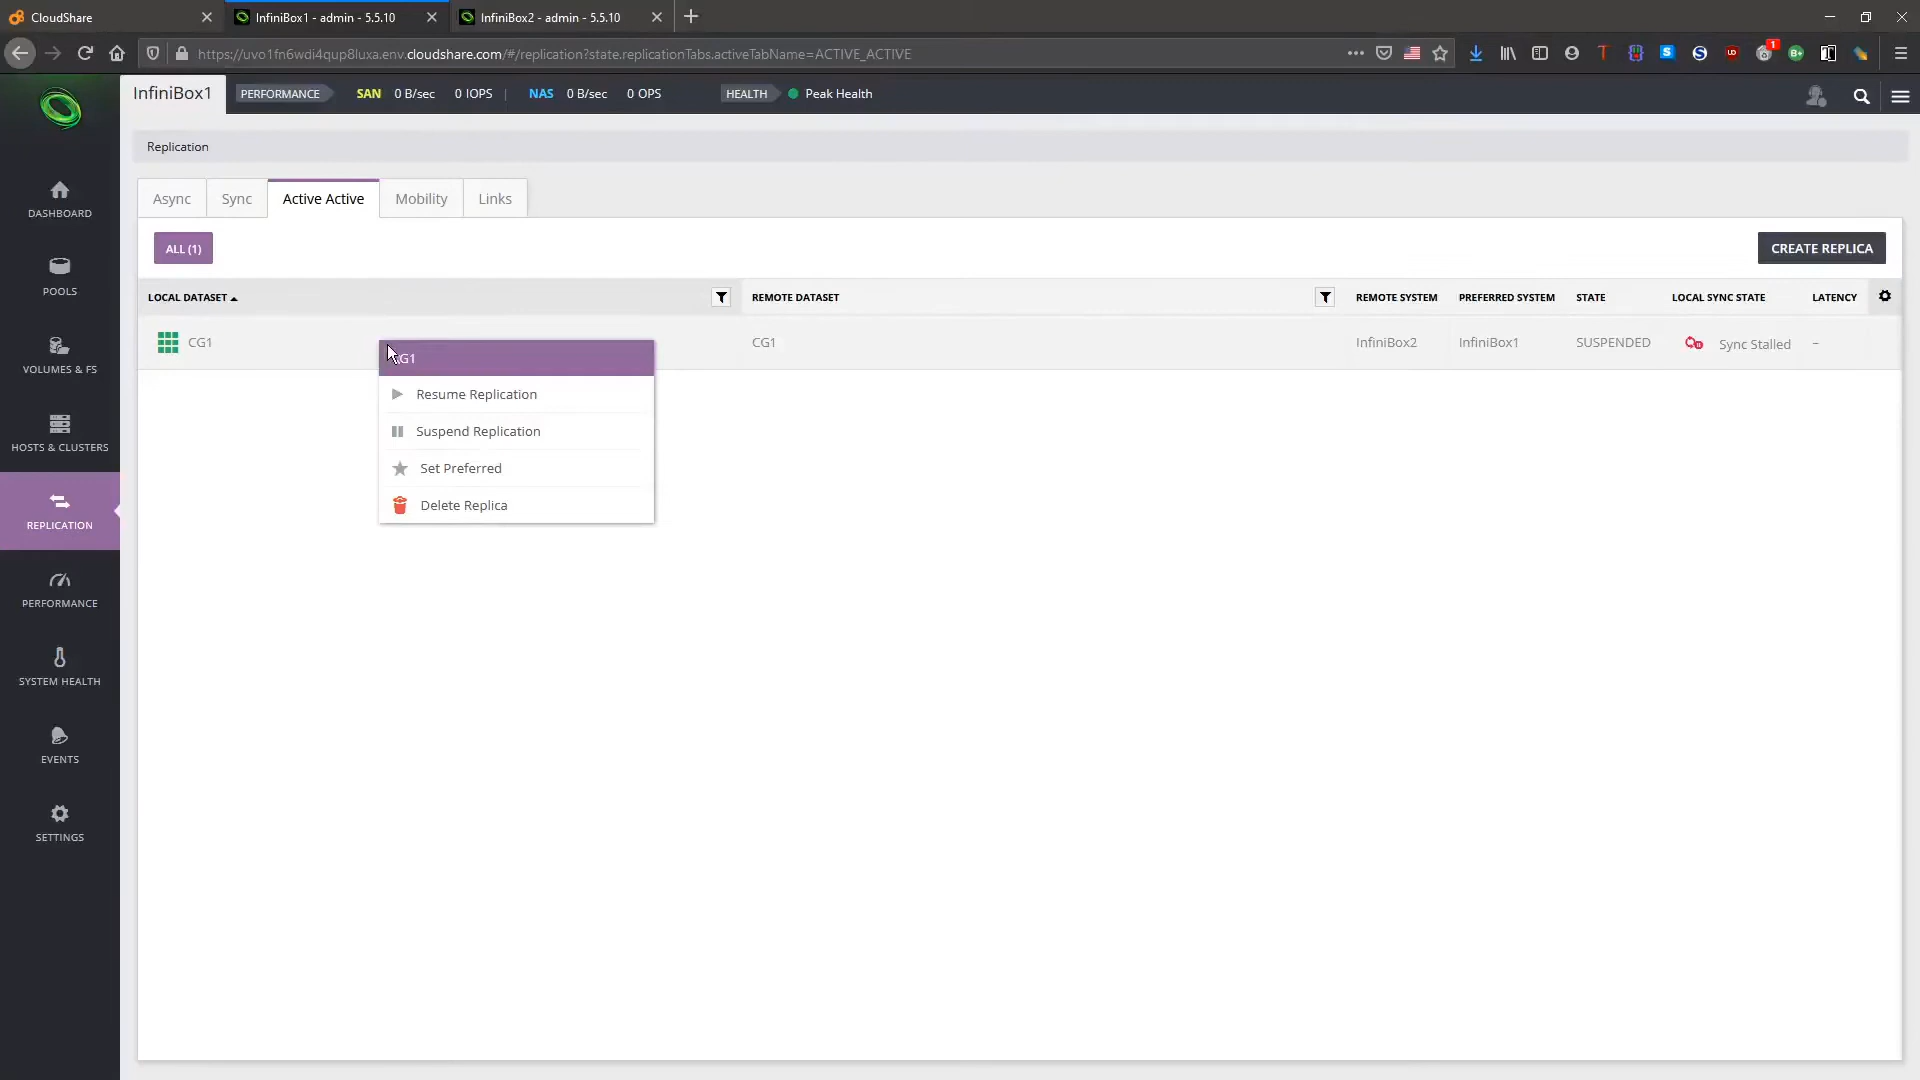 CloudShare
InfiniBox1 - admin - 5.5.10
InfiniBox2 - admin - 5.5.10
https://uvo1fn6wdi4qup8luxa.env.cloudshare.com/#/replication?state.replicationTabs.activeTabName=ACTIVE_ACTIVE
InfiniBox1
PERFORMANCE
SAN 0 B/sec 0 IOPS | NAS 0 B/sec 0 OPS
HEALTH
Peak Health
Replication
Async
Sync
Active Active
Mobility
Links
ALL (1)
CREATE REPLICA
LOCAL DATASET
REMOTE DATASET
REMOTE SYSTEM
PREFERRED SYSTEM
STATE
LOCAL SYNC STATE
LATENCY
CG1
CG1
InfiniBox2
InfiniBox1
SUSPENDED
Sync Stalled
–
CG1
Resume Replication
Suspend Replication
Set Preferred
Delete Replica
DASHBOARD
POOLS
VOLUMES & FS
HOSTS & CLUSTERS
REPLICATION
PERFORMANCE
SYSTEM HEALTH
EVENTS
SETTINGS